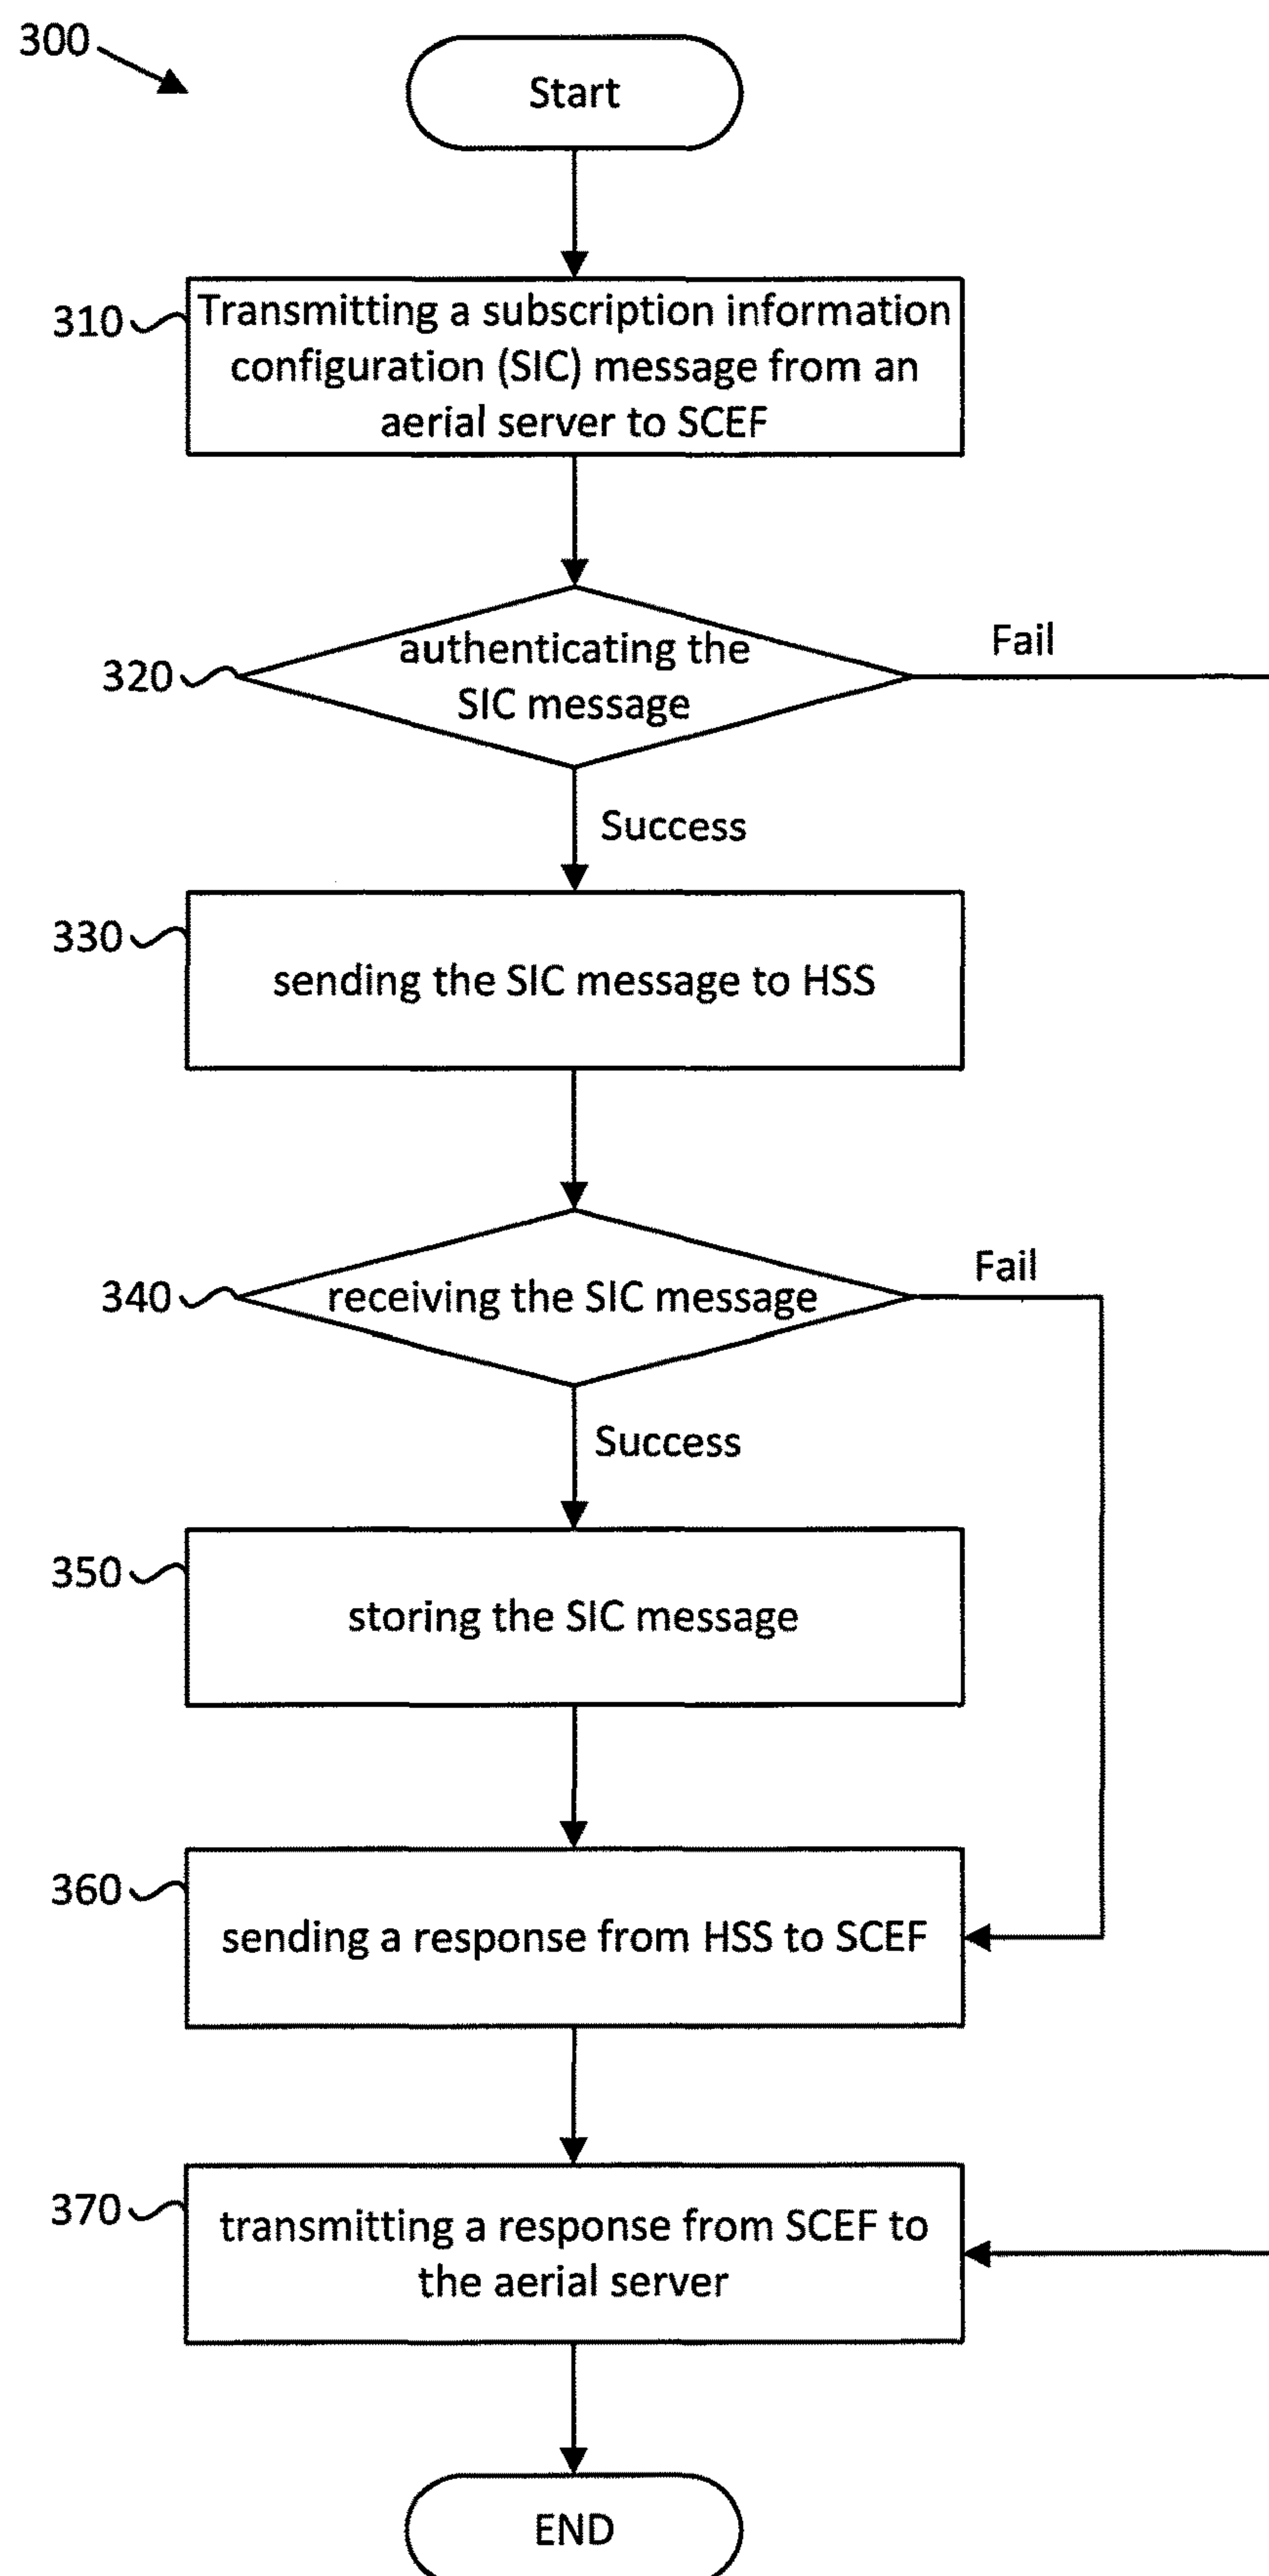 300
Start
310
Transmitting a subscription information
configuration (SIC) message from an
aerial server to SCEF
320
authenticating the
SIC message
Fail
Success
330
sending the SIC message to HSS
340
receiving the SIC message
Fail
Success
350
storing the SIC message
360
sending a response from HSS to SCEF
370
transmitting a response from SCEF to
the aerial server
END